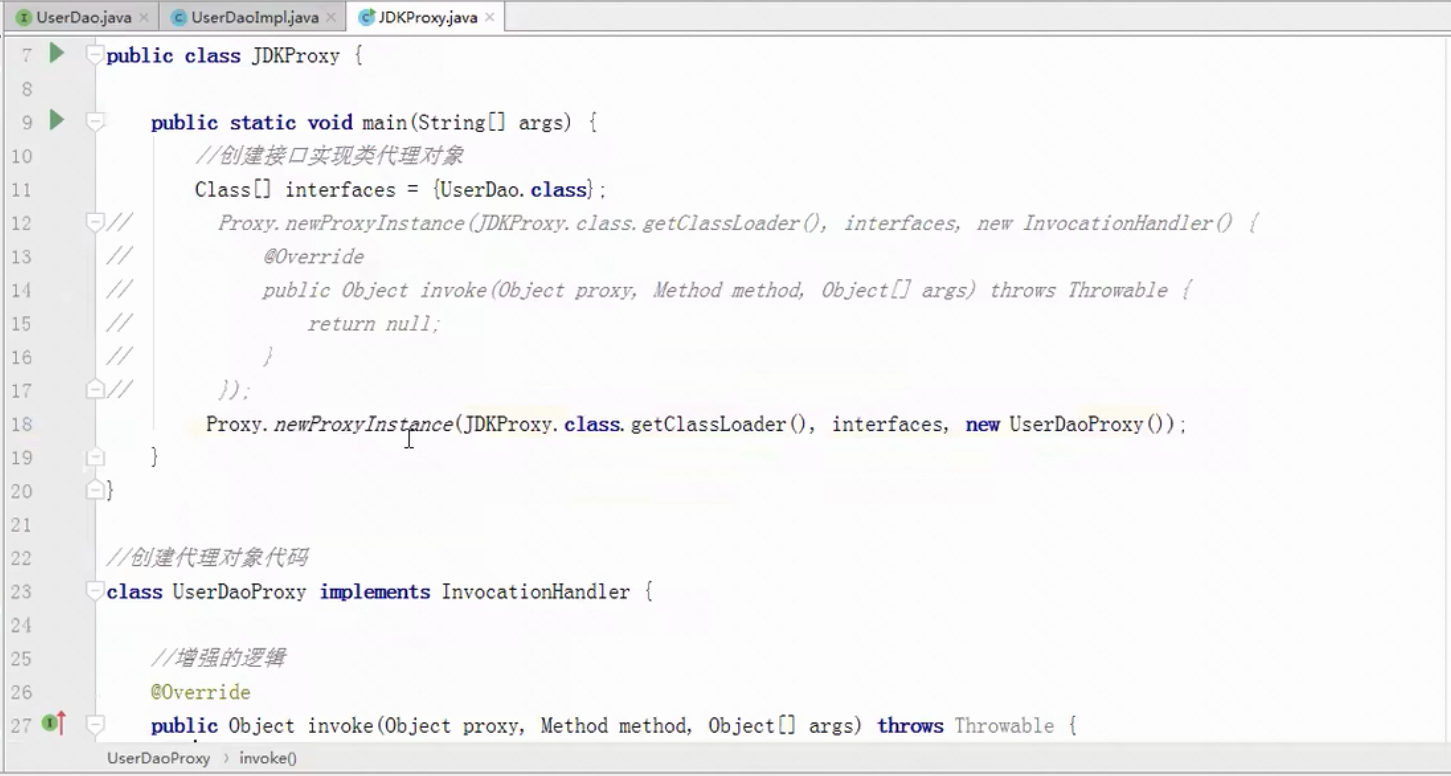 UserDao.java UserDaoImpl.java JDKProxy.java
7 public class JDKProxy {
8
9 public static void main(String[] args) {
10 //创建接口实现类代理对象
11 Class[] interfaces = {UserDao.class};
12 // Proxy.newProxyInstance(JDKProxy.class.getClassLoader(), interfaces, new InvocationHandler() {
13 // @Override
14 // public Object invoke(Object proxy, Method method, Object[] args) throws Throwable {
15 // return null;
16 // }
17 // });
18 Proxy.newProxyInstance(JDKProxy.class.getClassLoader(), interfaces, new UserDaoProxy());
19 }
20 }
21
22 //创建代理对象代码
23 class UserDaoProxy implements InvocationHandler {
24
25 //增强的逻辑
26 @Override
27 public Object invoke(Object proxy, Method method, Object[] args) throws Throwable {
UserDaoProxy › invoke()